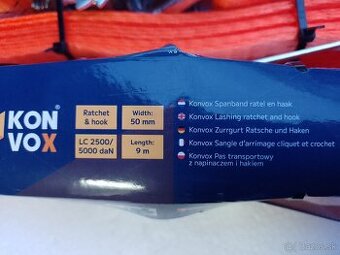 KON
VOX
®
Ratchet
& hook
Width:
50 mm
LC 2500/
5000 daN
Length:
9 m
Konvox Spanband ratel en haak
Konvox Lashing ratchet and hook
Konvox Zurrgurt Ratsche und Haken
Konvox Sangle d'arrimage cliquet et crochet
Konvox Pas transportowy
z napinaczem i hakiem
bazos.sk